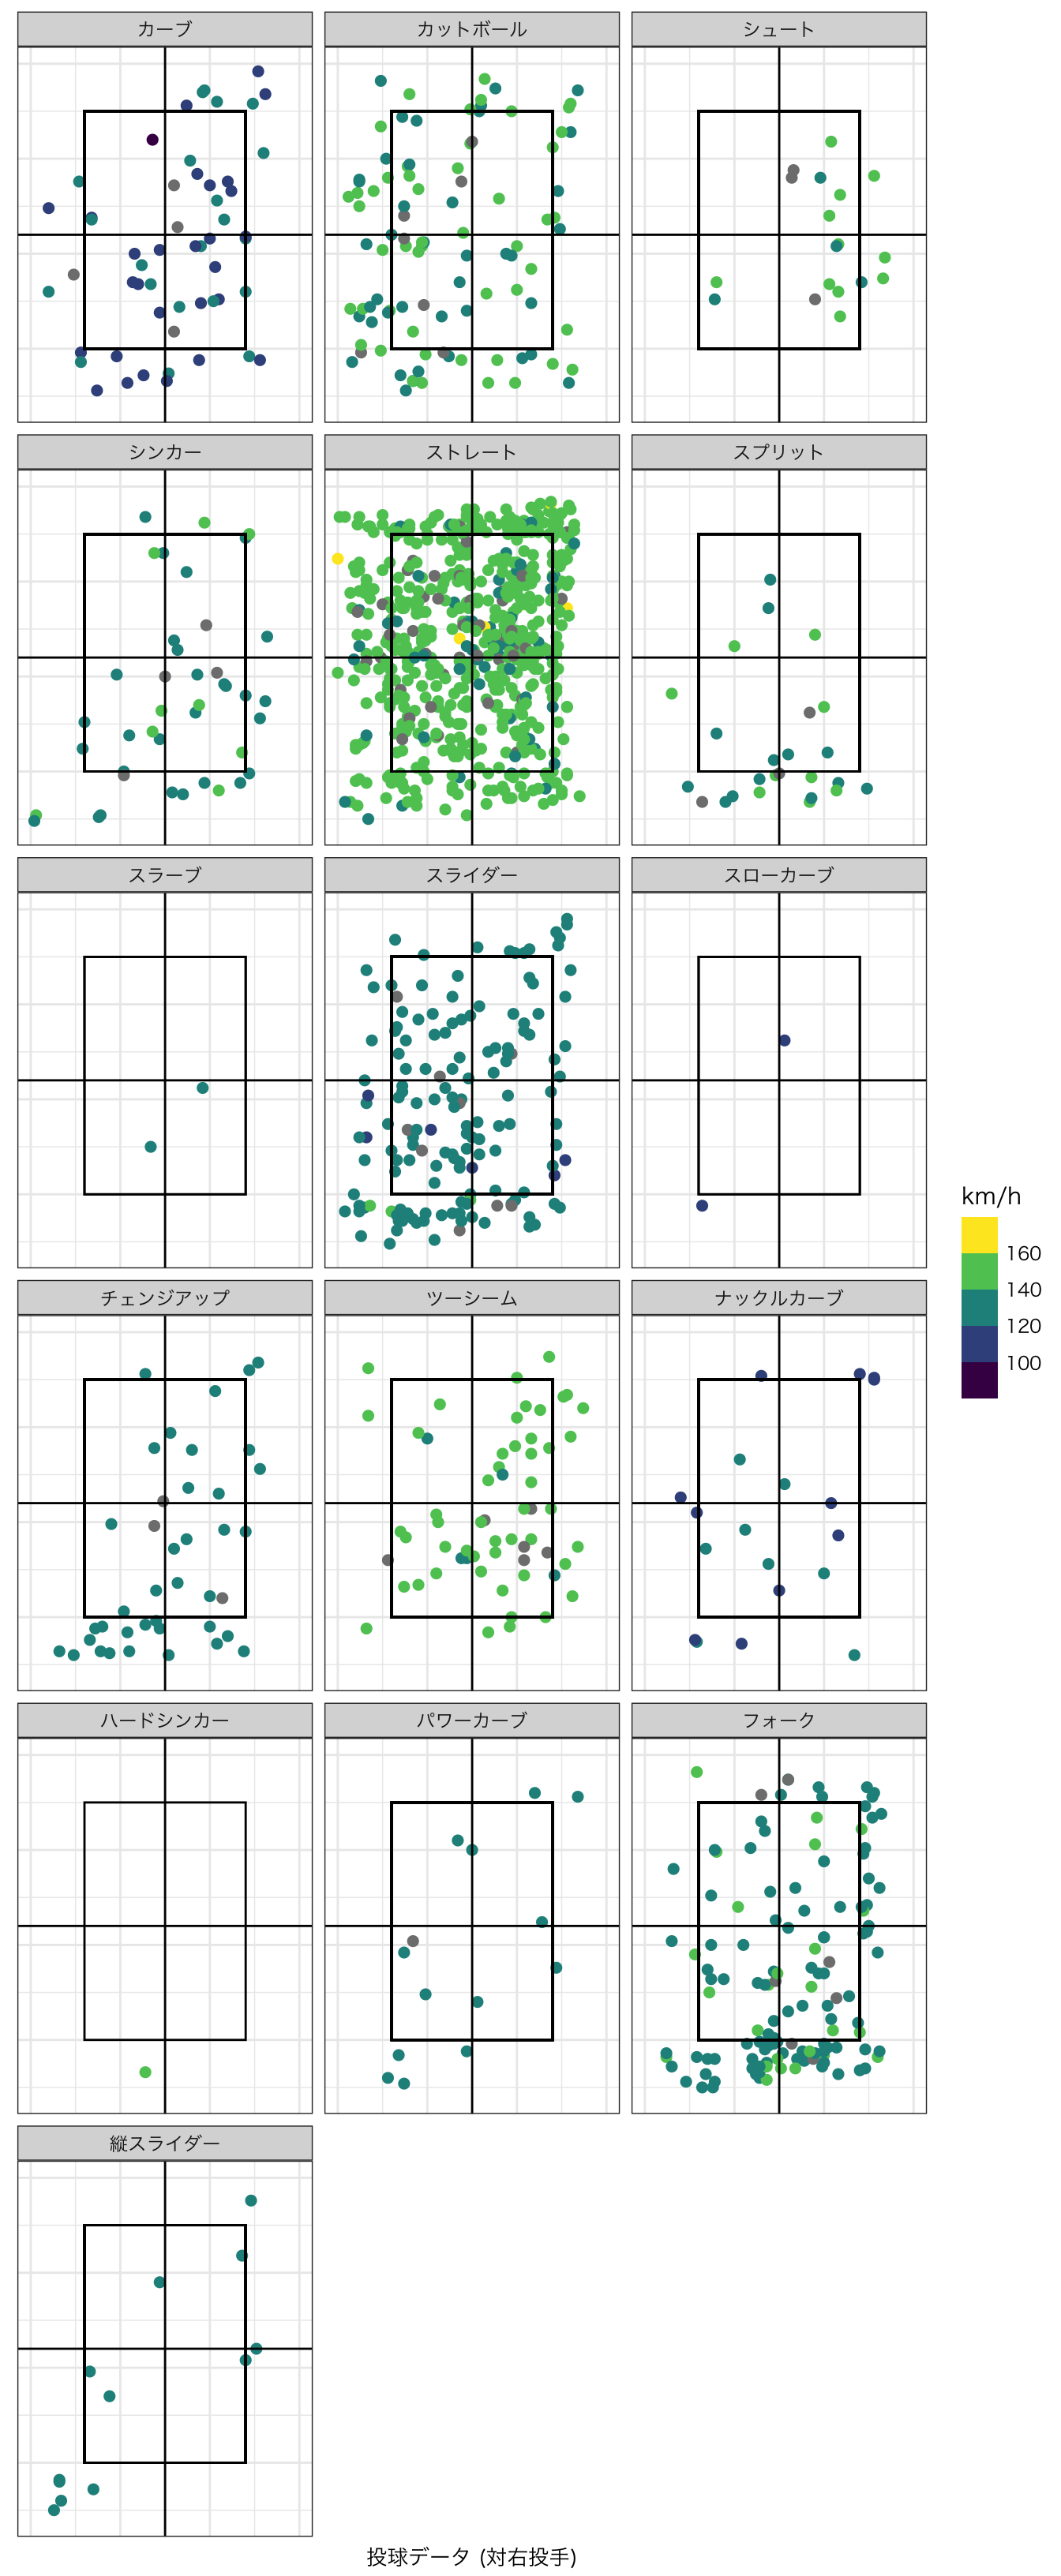 カーブ
カットボール
シュート
シンカー
ストレート
スプリット
スラーブ
スライダー
スローカーブ
チェンジアップ
ツーシーム
ナックルカーブ
ハードシンカー
パワーカーブ
フォーク
縦スライダー
km/h
160
140
120
100
投球データ (対右投手)